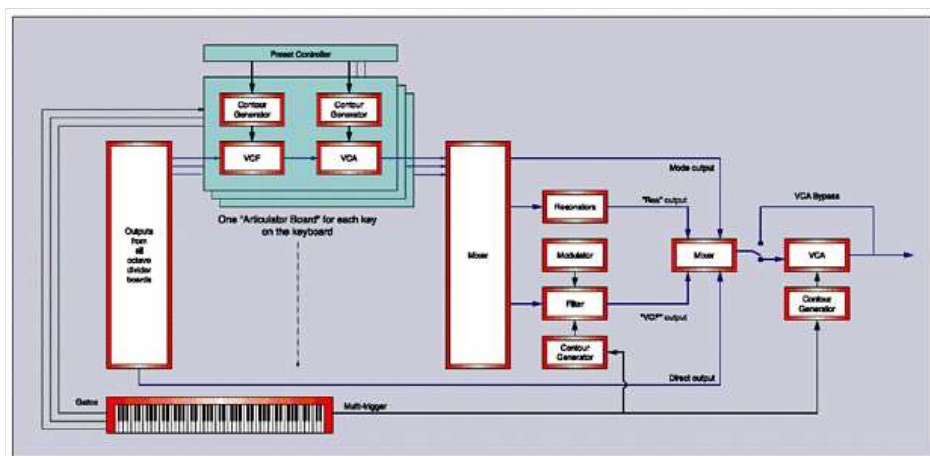 Preset Controller
Contour
Generator
Contour
Generator
VCF
VCA
One "Articulator Board" for each key
on the keyboard
Outputs
from
all
octave
divider
boards
Mixer
Mode output
Resonators
"Res" output
VCA Bypass
Modulator
Mixer
VCA
Filter
"VCF" output
Contour
Generator
Contour
Generator
Direct output
Gates
Multi-trigger